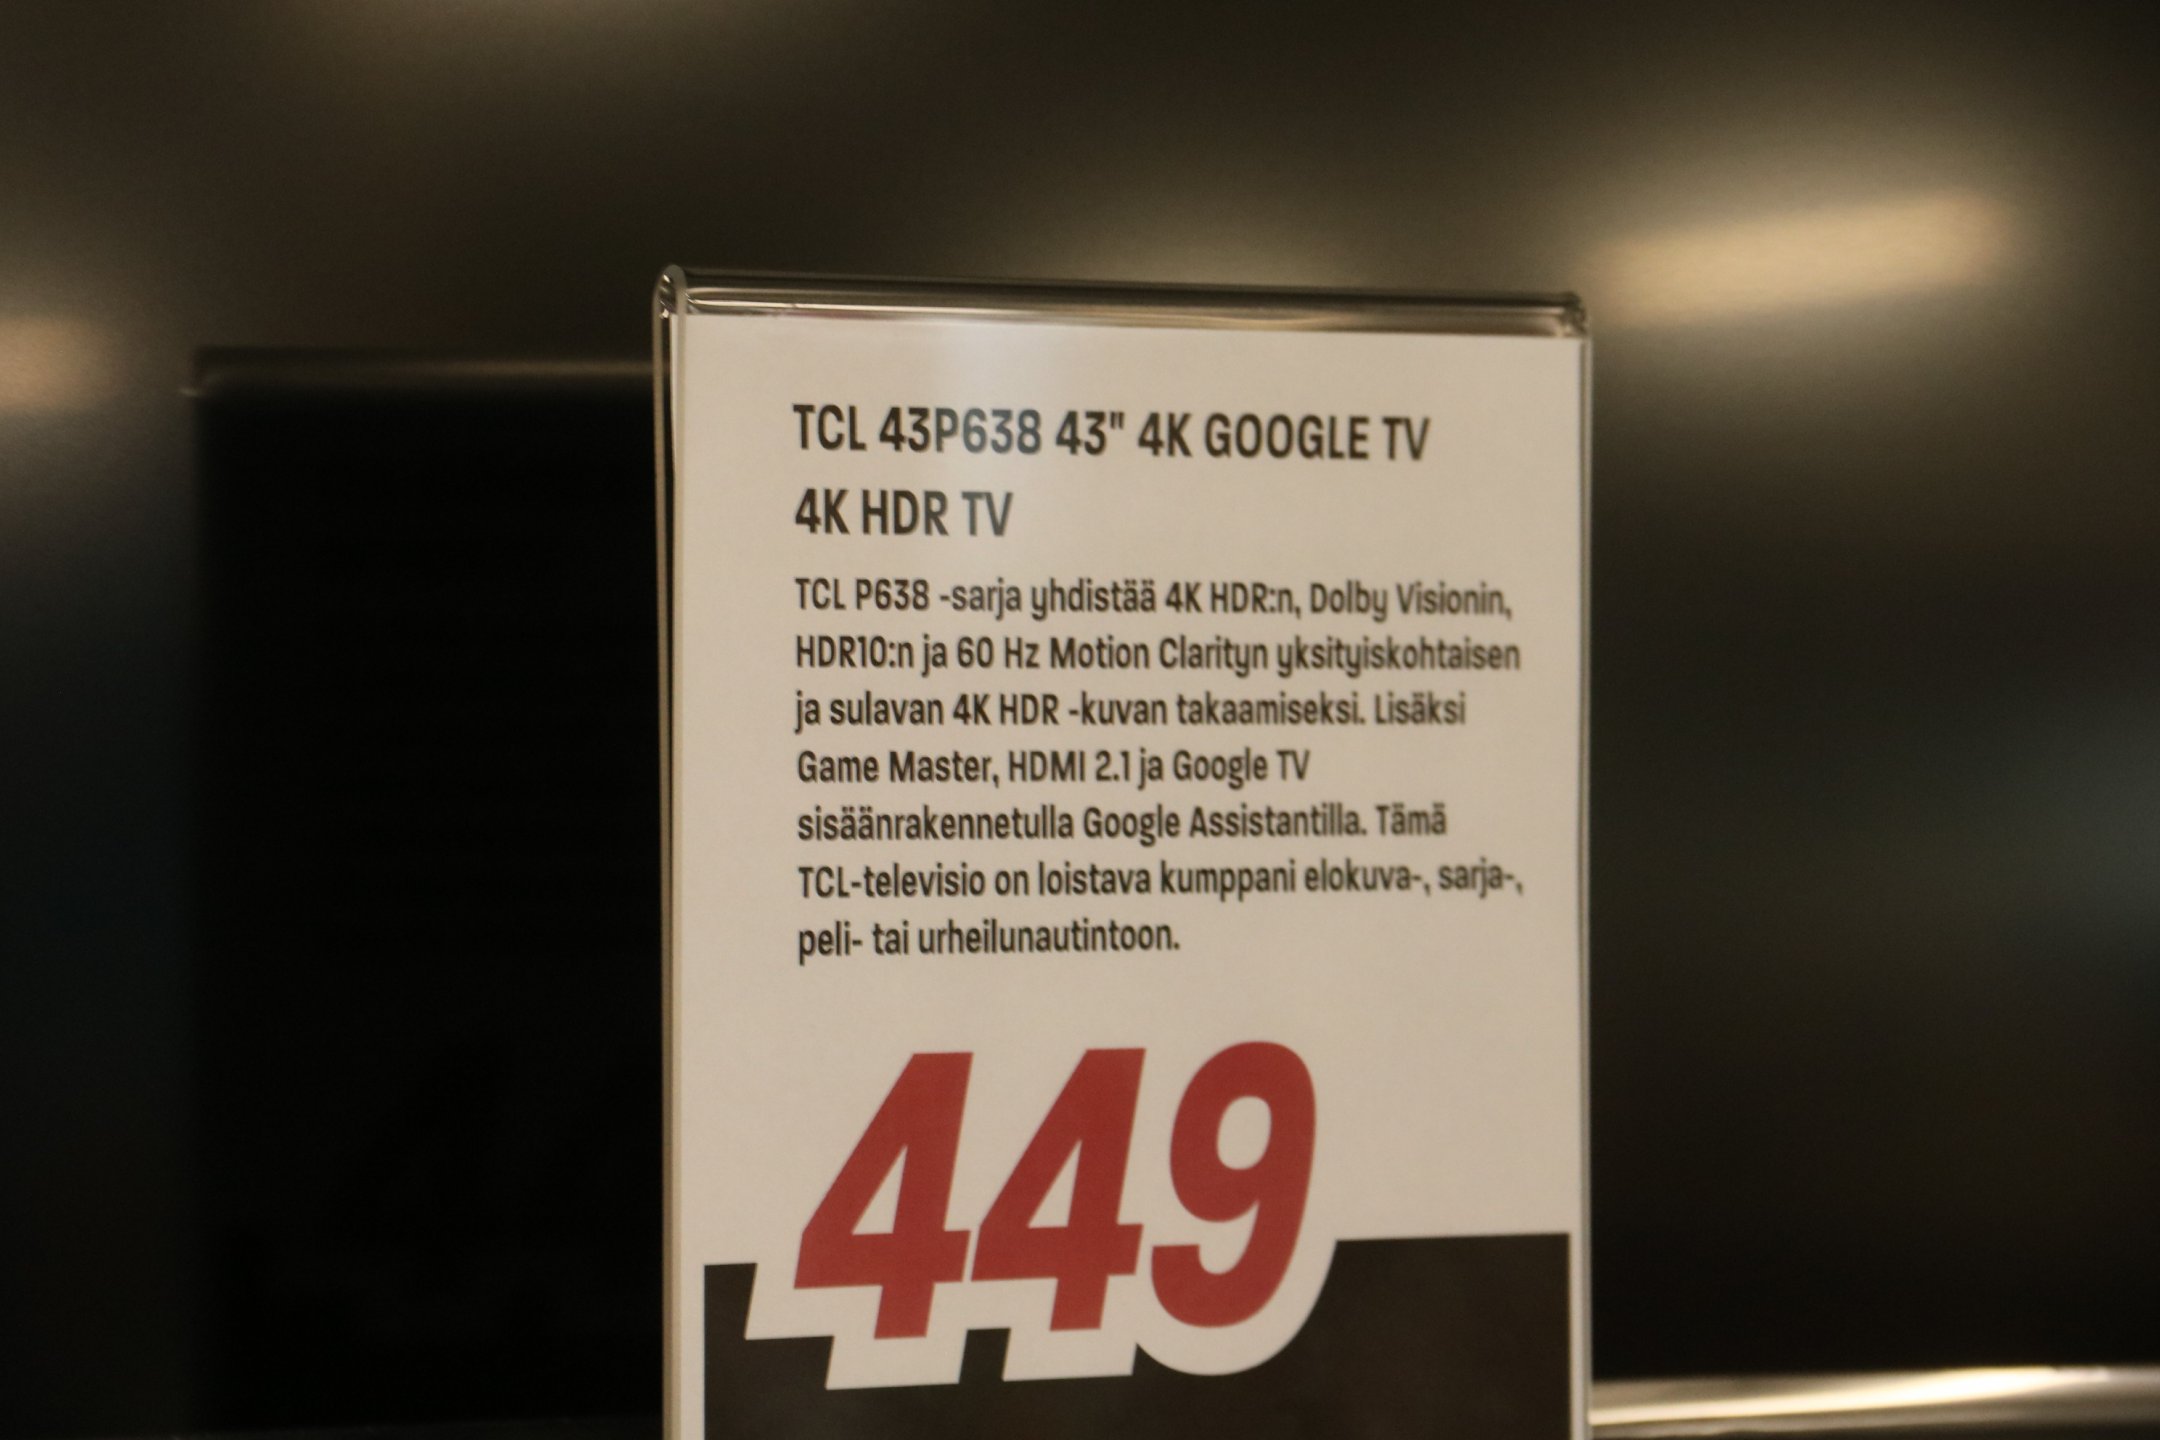 TCL 43P638 43" 4K GOOGLE TV
4K HDR TV
TCL P638 -sarja yhdistää 4K HDR:n, Dolby Visionin,
HDR10:n ja 60 Hz Motion Clarityn yksityiskohtaisen
ja sulavan 4K HDR -kuvan takaamiseksi. Lisäksi
Game Master, HDMI 2.1 ja Google TV
sisäänrakennetulla Google Assistantilla. Tämä
TCL-televisio on loistava kumppani elokuva-, sarja-,
peli- tai urheilunautintoon.
449